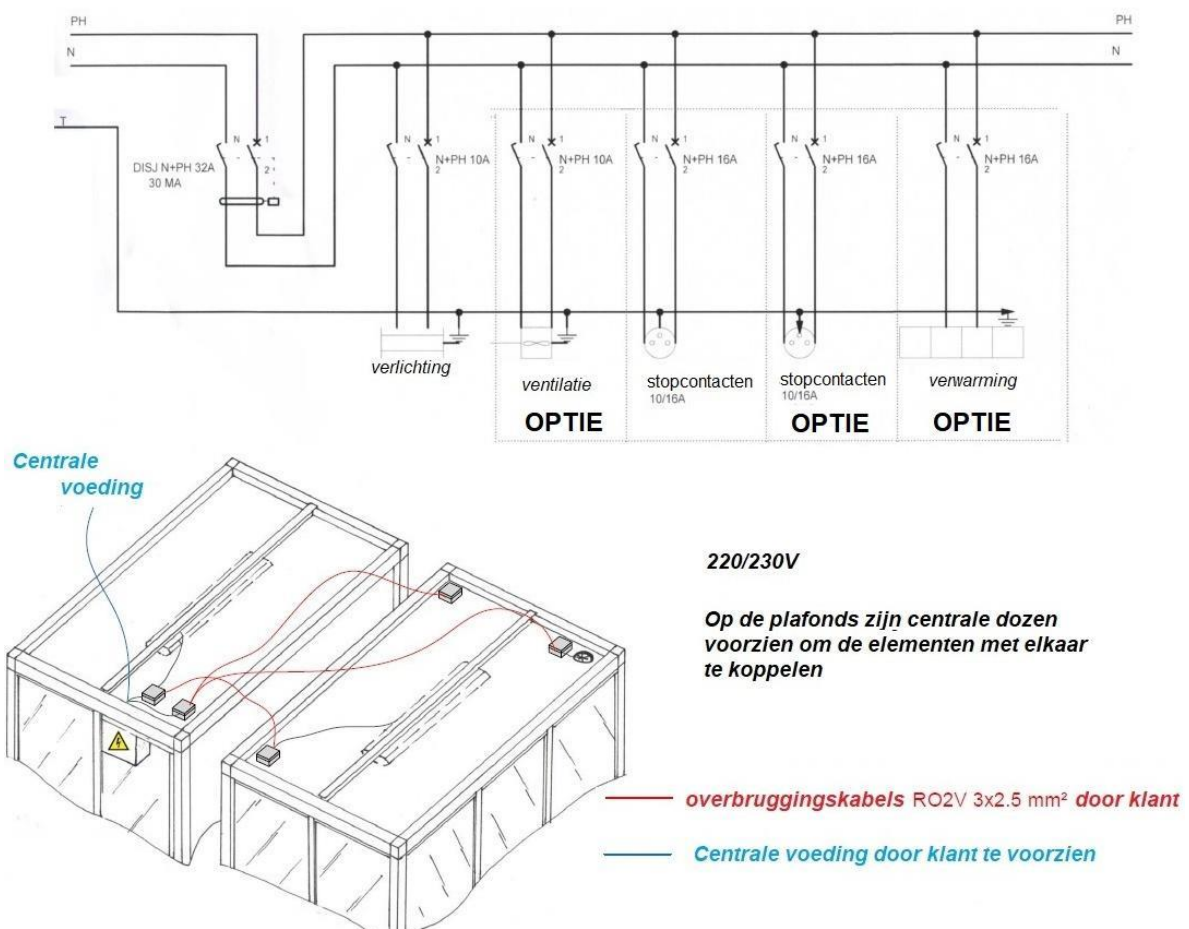 PH
PH
N
N
T
N
1
DISJ N+PH 32A
2
30 MA
N
1
N+PH 10A
2
N
1
N+PH 10A
2
N
1
N+PH 16A
2
N
1
N+PH 16A
2
N
1
N+PH 16A
2
verlichting
ventilatie
OPTIE
stopcontacten
10/16A
stopcontacten
10/16A
OPTIE
verwarming
OPTIE
Centrale
voeding
220/230V
Op de plafonds zijn centrale dozen
voorzien om de elementen met elkaar
te koppelen
overbruggingskabels RO2V 3x2.5 mm² door klant
Centrale voeding door klant te voorzien